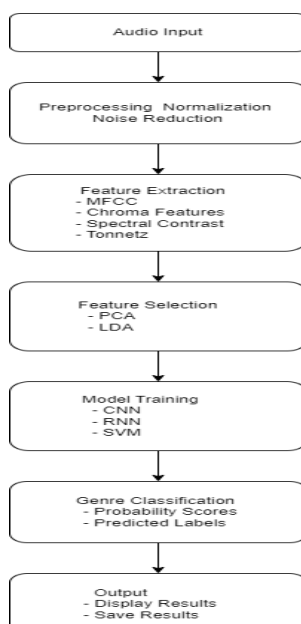 Audio Input
Preprocessing Normalization
Noise Reduction
Feature Extraction
- MFCC
- Chroma Features
- Spectral Contrast
- Tonnetz
Feature Selection
- PCA
- LDA
Model Training
- CNN
- RNN
- SVM
Genre Classification
- Probability Scores
- Predicted Labels
Output
- Display Results
- Save Results